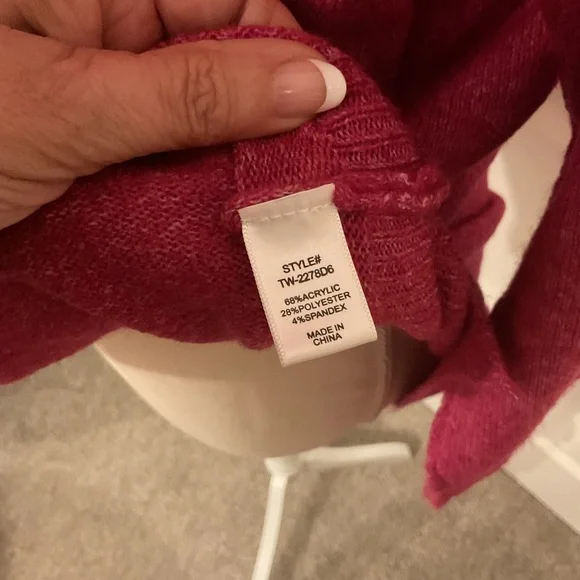 STYLE#
TW-2278D6
68%ACRYLIC
28%POLYESTER
4%SPANDEX
MADE IN
CHINA